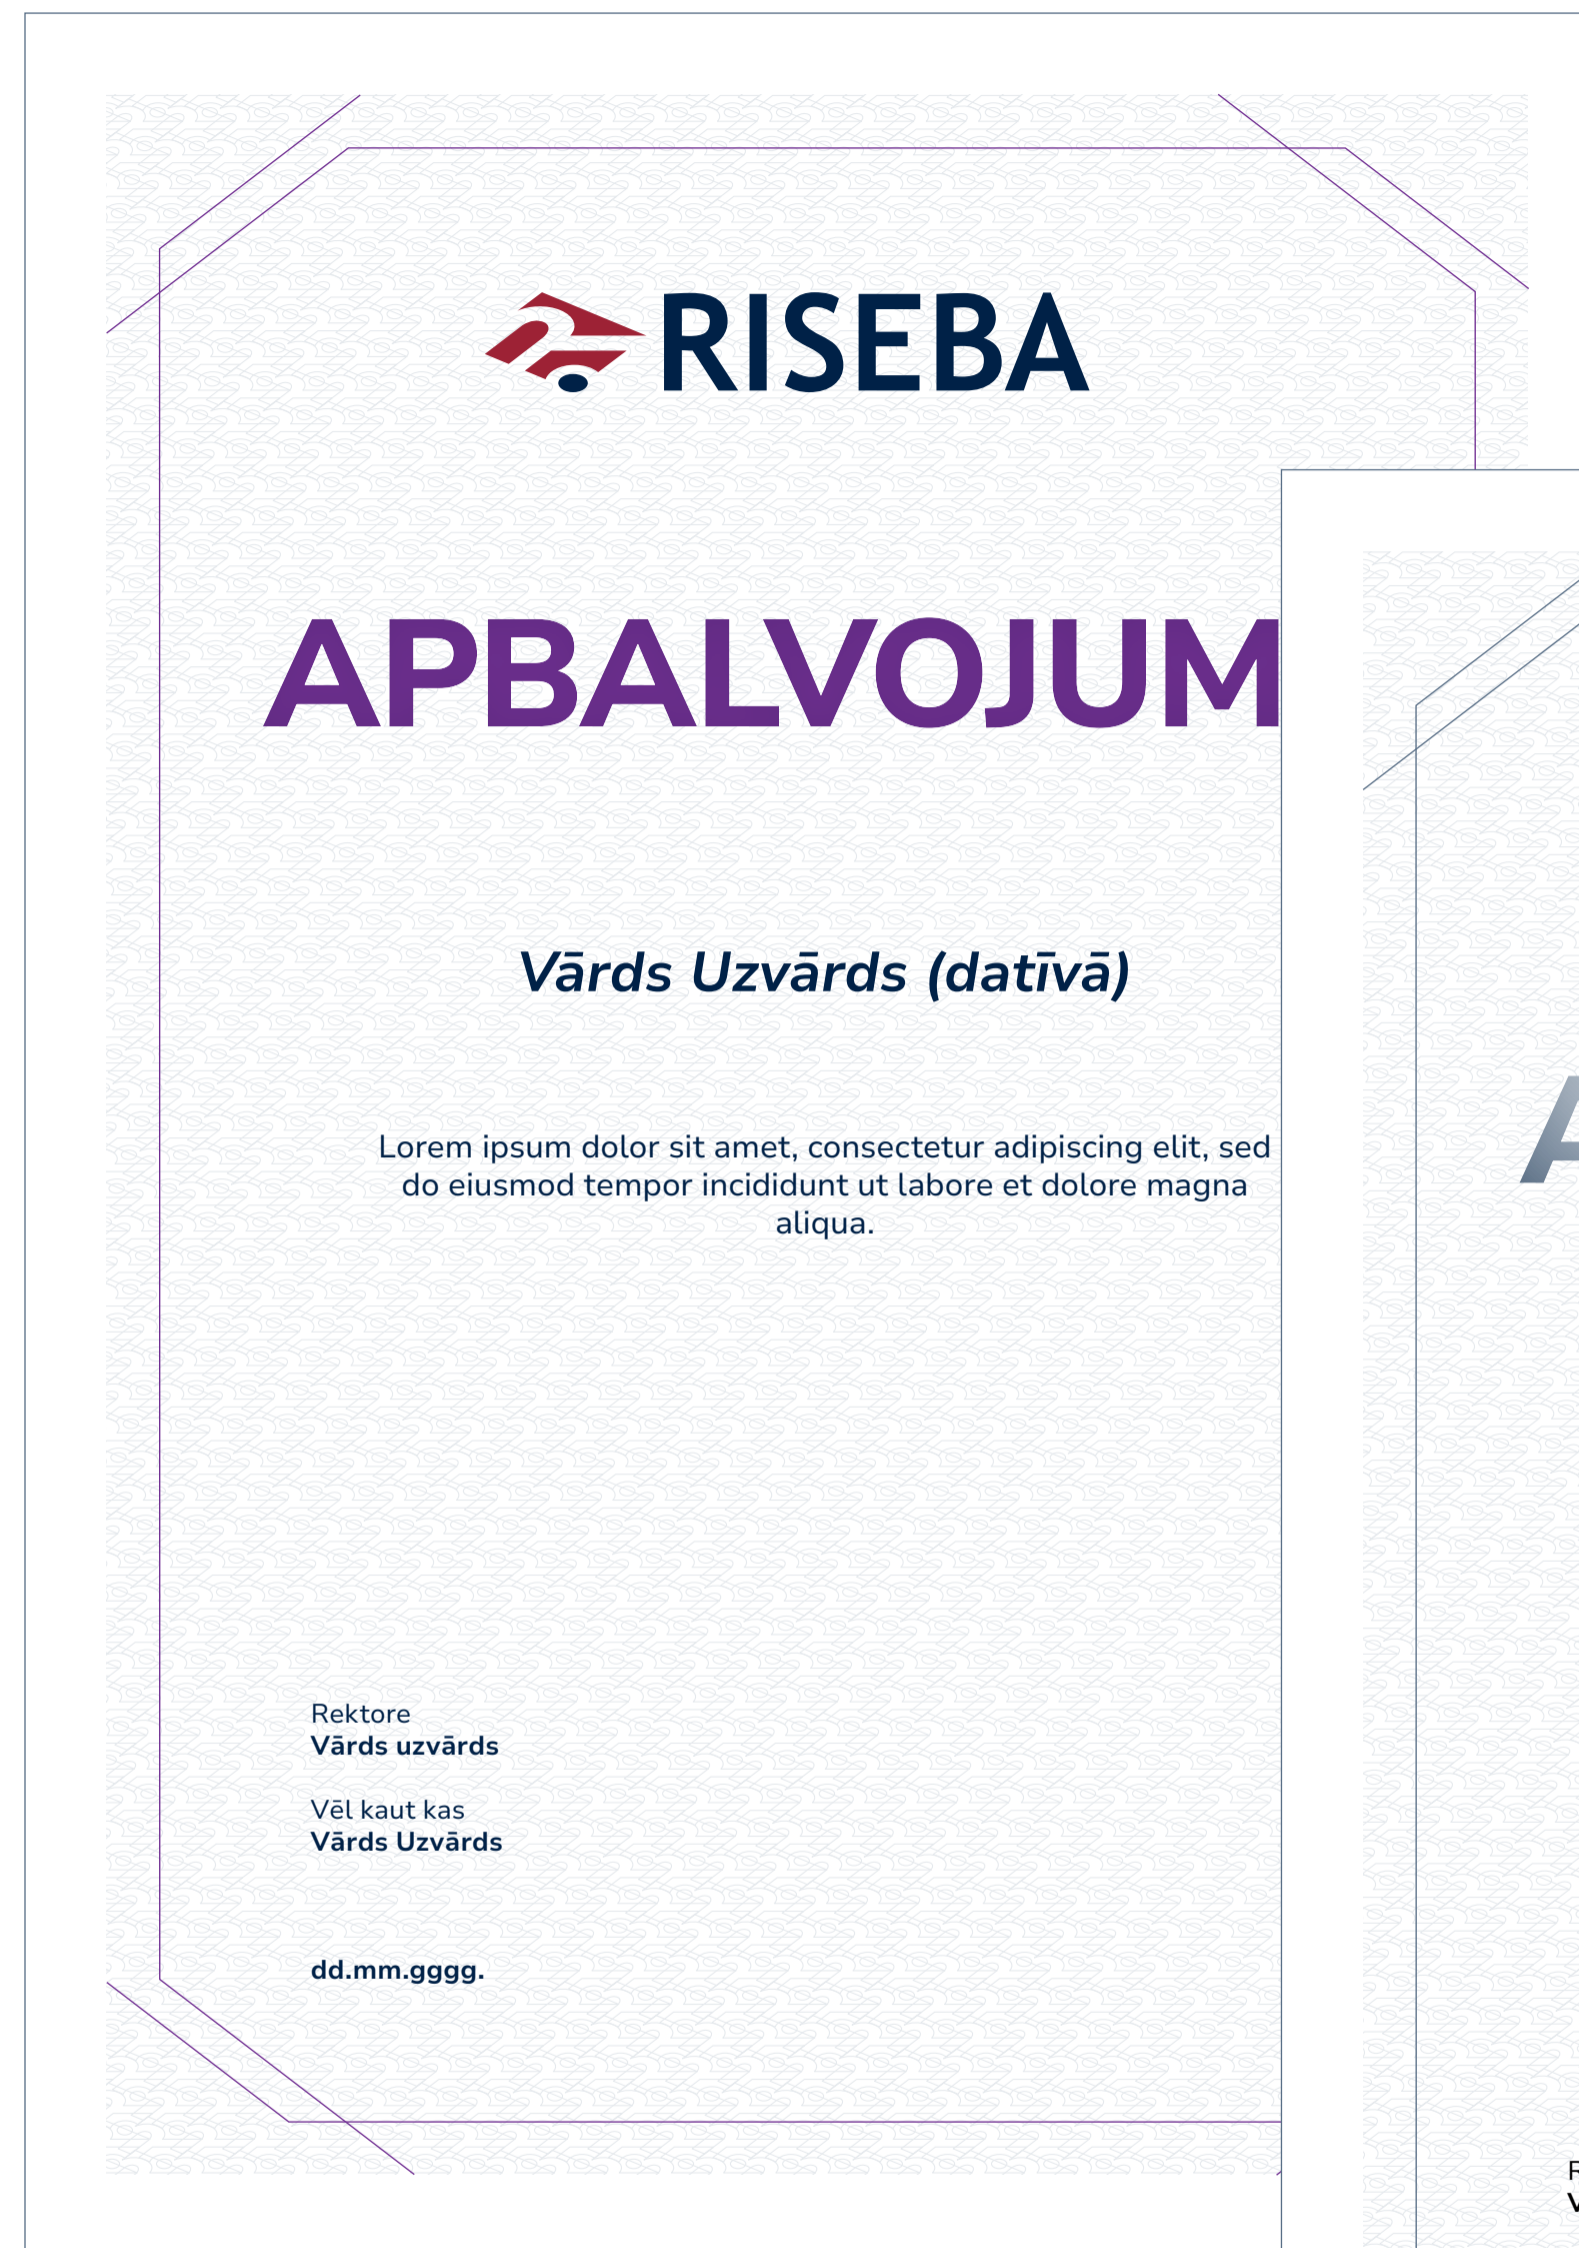 RISEBA
APBALVOJUM
Vārds Uzvārds (datīvā)
Lorem ipsum dolor sit amet, consectetur adipiscing elit, sed
do eiusmod tempor incididunt ut labore et dolore magna
aliqua.
Rektore
Vārds uzvārds
Vēl kaut kas
Vārds Uzvārds
dd.mm.gggg.